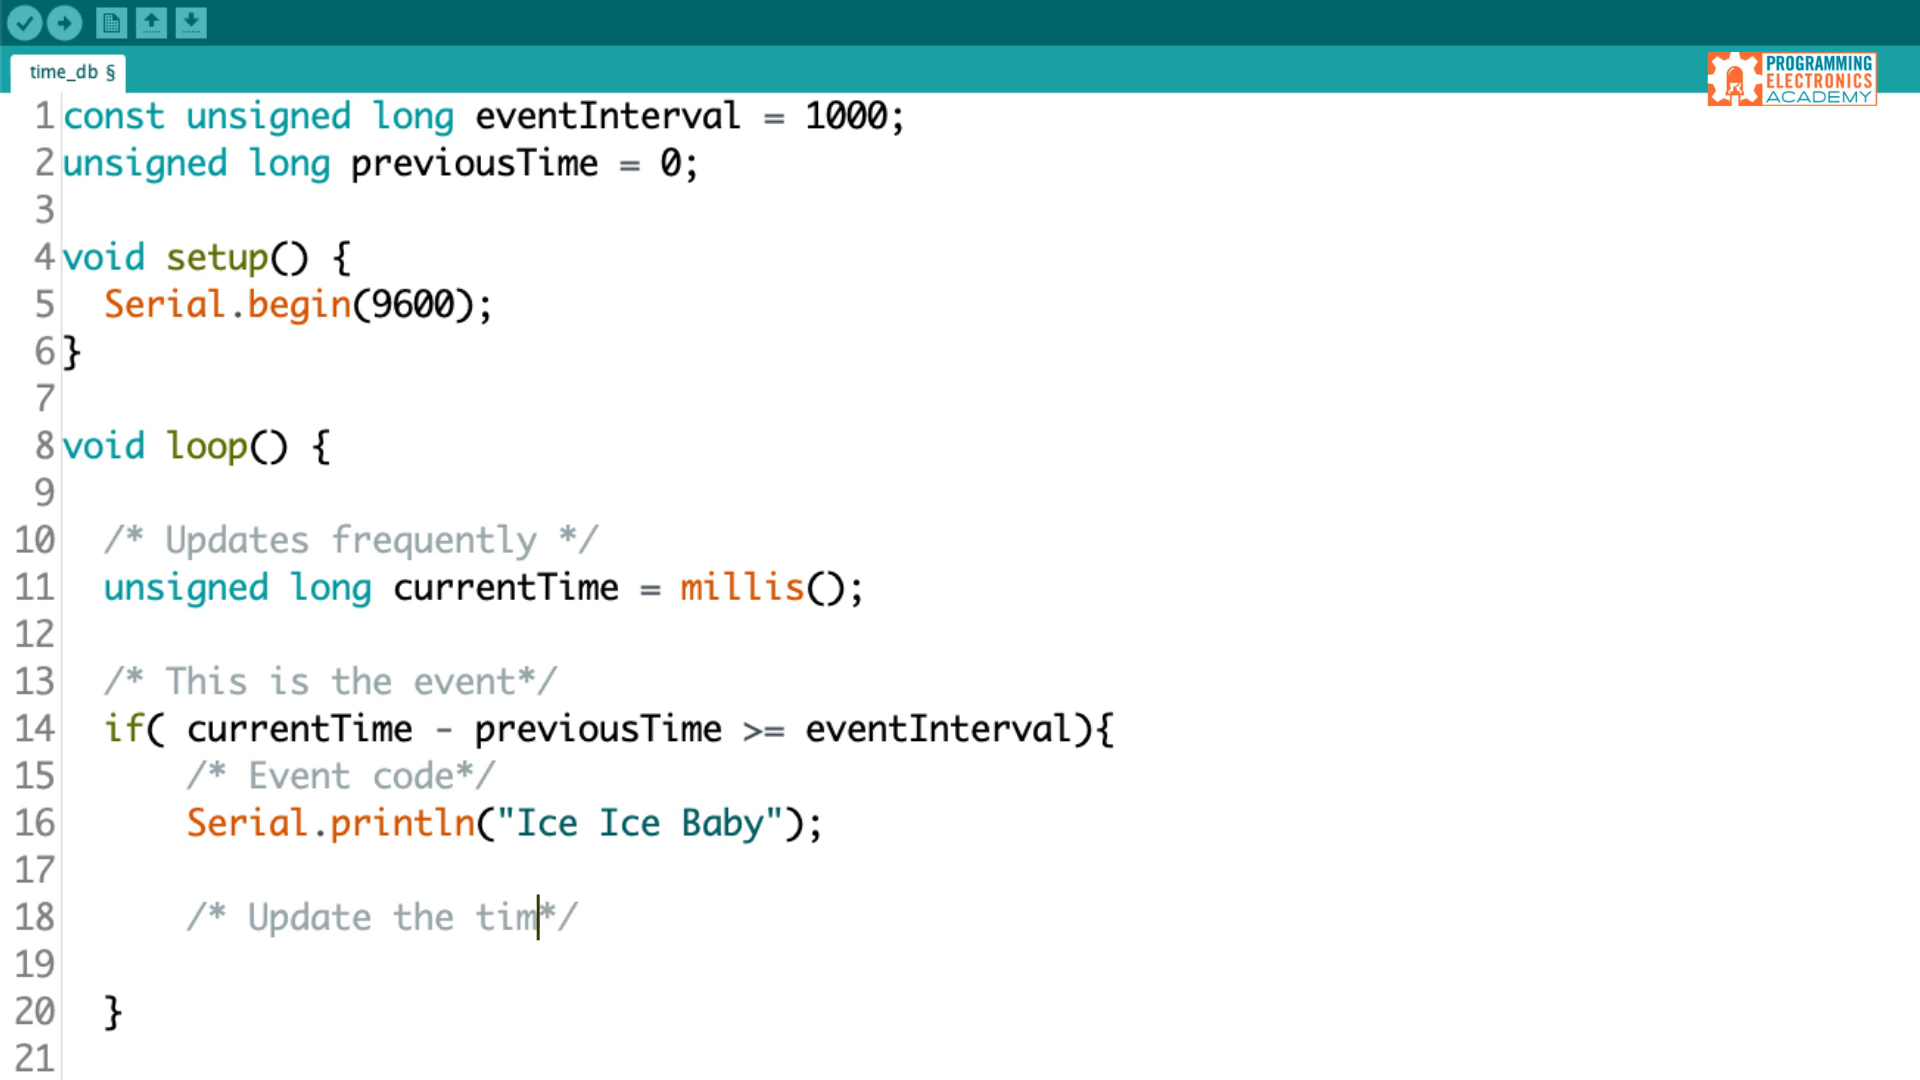 time_db §
PROGRAMMING
ELECTRONICS
ACADEMY
1 const unsigned long eventInterval = 1000;
2 unsigned long previousTime = 0;
3
4 void setup() {
5   Serial.begin(9600);
6 }
7
8 void loop() {
9
10   /* Updates frequently */
11   unsigned long currentTime = millis();
12
13   /* This is the event*/
14   if( currentTime - previousTime >= eventInterval){
15       /* Event code*/
16       Serial.println("Ice Ice Baby");
17
18       /* Update the tim*/
19
20   }
21